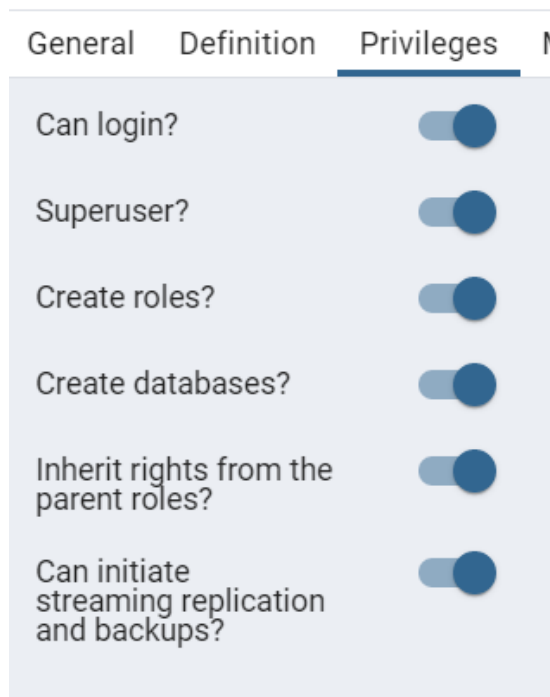 General Definition Privileges
Can login?
Superuser?
Create roles?
Create databases?
Inherit rights from the
parent roles?
Can initiate
streaming replication
and backups?